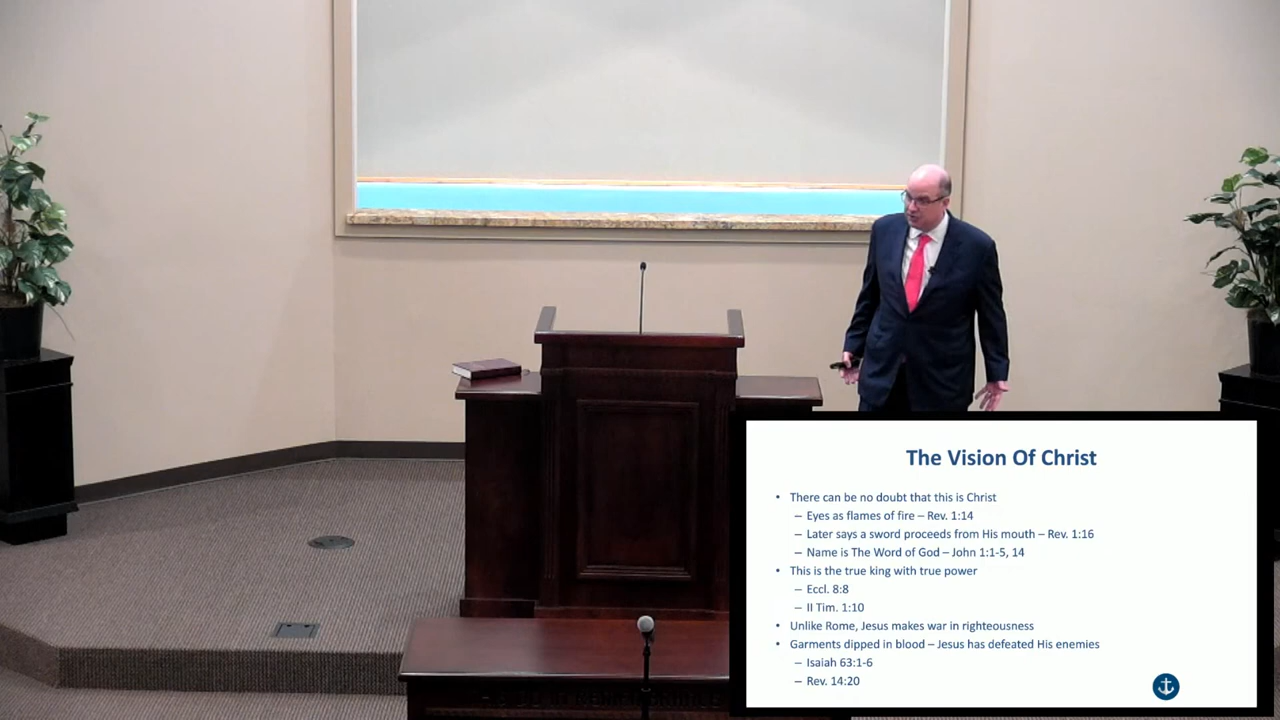 The Vision Of Christ
• There can be no doubt that this is Christ
– Eyes as flames of fire – Rev. 1:14
– Later says a sword proceeds from His mouth – Rev. 1:16
– Name is The Word of God – John 1:1-5, 14
• This is the true king with true power
– Eccl. 8:8
– II Tim. 1:10
• Unlike Rome, Jesus makes war in righteousness
• Garments dipped in blood – Jesus has defeated His enemies
– Isaiah 63:1-6
– Rev. 14:20